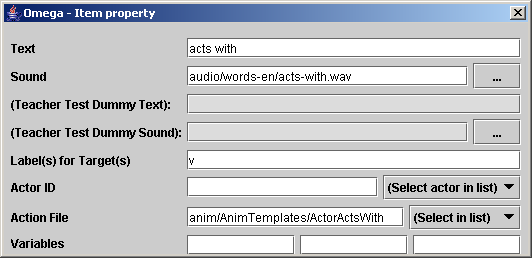 Omega - Item property
Text acts with
Sound audio/words-en/acts-with.wav ...
(Teacher Test Dummy Text):
(Teacher Test Dummy Sound): ...
Label(s) for Target(s) v
Actor ID (Select actor in list)
Action File anim/AnimTemplates/ActorActsWith (Select in list)
Variables